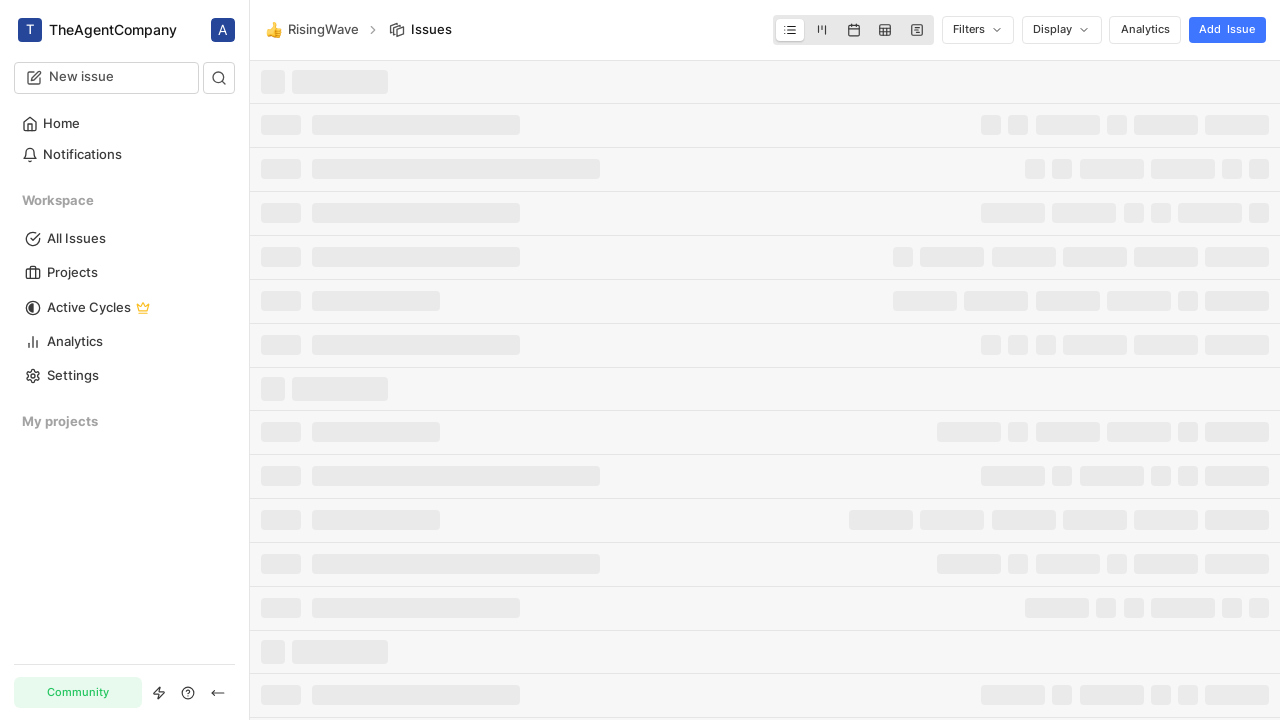 T TheAgentCompany A
New issue
Home
Notifications
Workspace
All Issues
Projects
Active Cycles
Analytics
Settings
My projects
Community
RisingWave Issues
Filters Display Analytics Add Issue